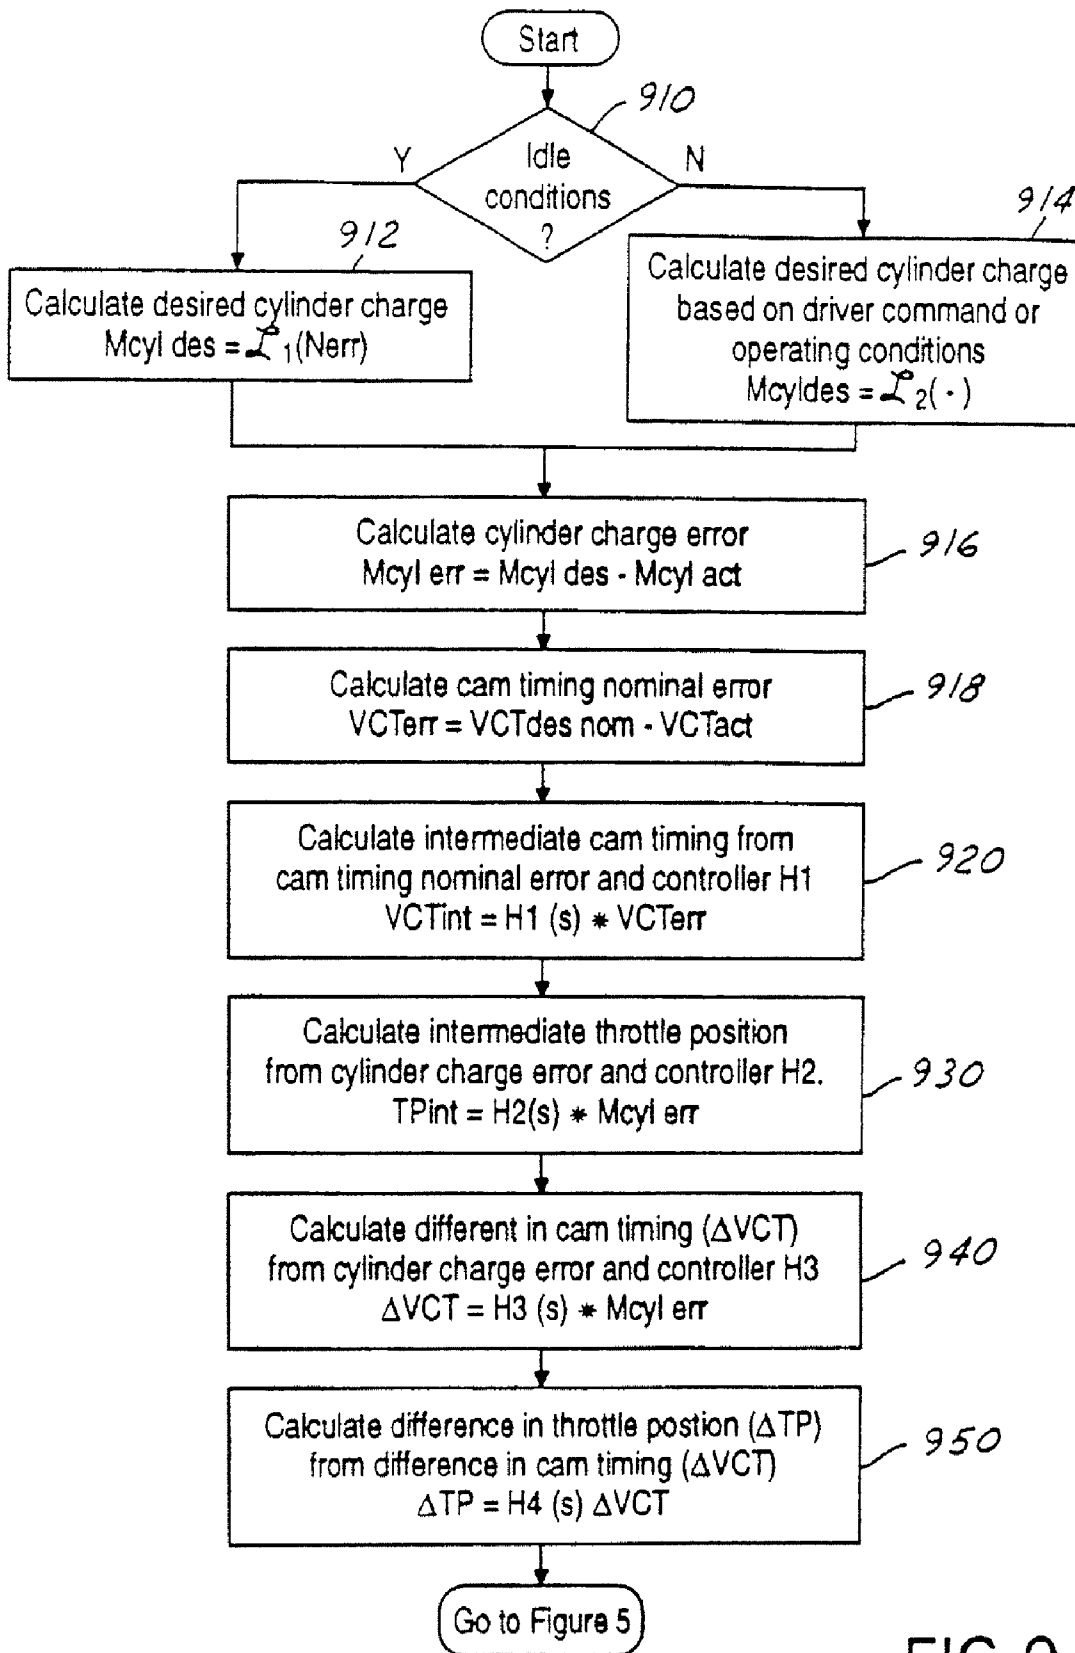 Start
910
Idle
conditions
?
Y
N
912
Calculate desired cylinder charge
Mcyl des = ℒ1(Nerr)
914
Calculate desired cylinder charge
based on driver command or
operating conditions
Mcyldes = ℒ2(·)
Calculate cylinder charge error
Mcyl err = Mcyl des - Mcyl act
916
Calculate cam timing nominal error
VCTerr = VCTdes nom - VCTact
918
Calculate intermediate cam timing from
cam timing nominal error and controller H1
VCTint = H1 (s) * VCTerr
920
Calculate intermediate throttle position
from cylinder charge error and controller H2.
TPint = H2(s) * Mcyl err
930
Calculate different in cam timing (ΔVCT)
from cylinder charge error and controller H3
ΔVCT = H3 (s) * Mcyl err
940
Calculate difference in throttle postion (ΔTP)
from difference in cam timing (ΔVCT)
ΔTP = H4 (s) ΔVCT
950
Go to Figure 5